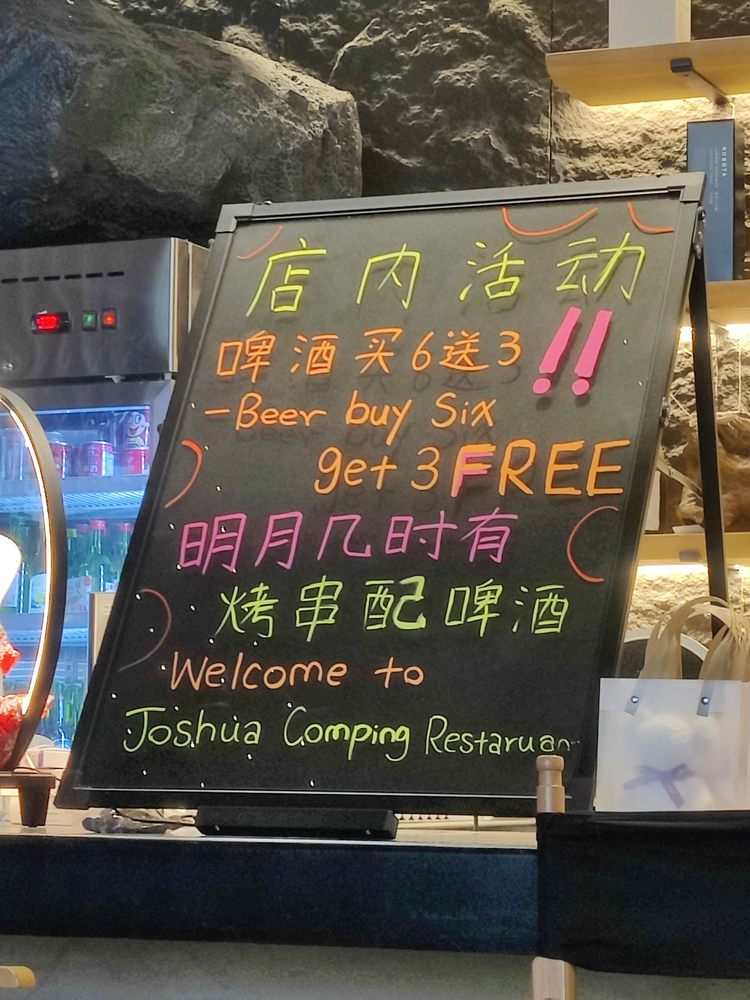 店内活动
啤酒买6送3!!
-Beer buy Six
get 3 FREE
明月几时有
烤串配啤酒
Welcome to
Joshua Comping Restaruan
KUBOTA